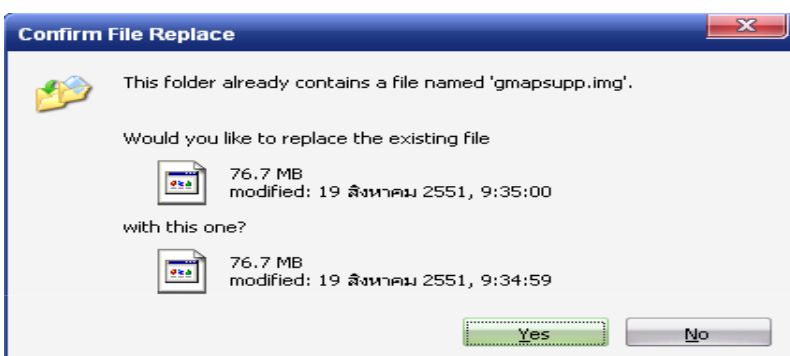 Confirm File Replace
This folder already contains a file named 'gmapsupp.img'.
Would you like to replace the existing file
76.7 MB
modified: 19 สิงหาคม 2551, 9:35:00
with this one?
76.7 MB
modified: 19 สิงหาคม 2551, 9:34:59
Yes No